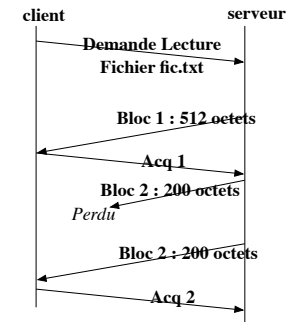 client
serveur
Demande Lecture
Fichier fic.txt
Bloc 1 : 512 octets
Acq 1
Bloc 2 : 200 octets
Perdu
Bloc 2 : 200 octets
Acq 2